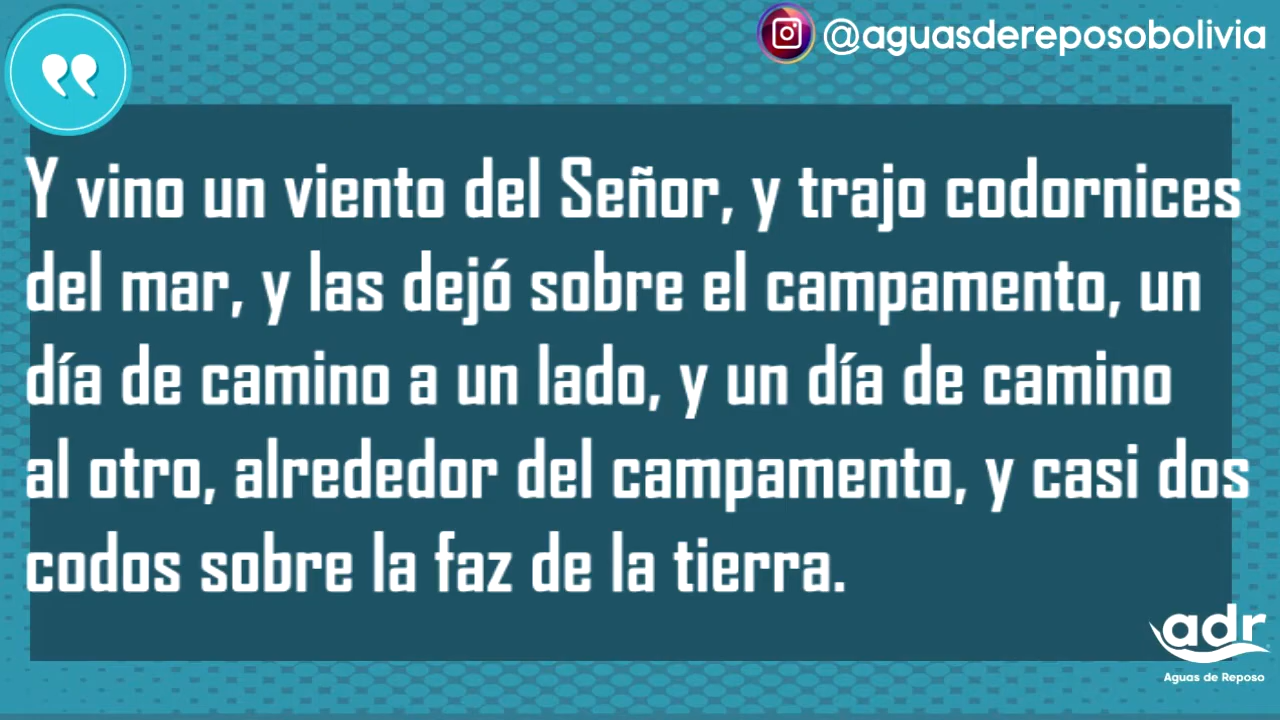 @aguasdereposobolivia
Y vino un viento del Señor, y trajo codornices
del mar, y las dejó sobre el campamento, un
día de camino a un lado, y un día de camino
al otro, alrededor del campamento, y casi dos
codos sobre la faz de la tierra.
adr
Aguas de Reposo